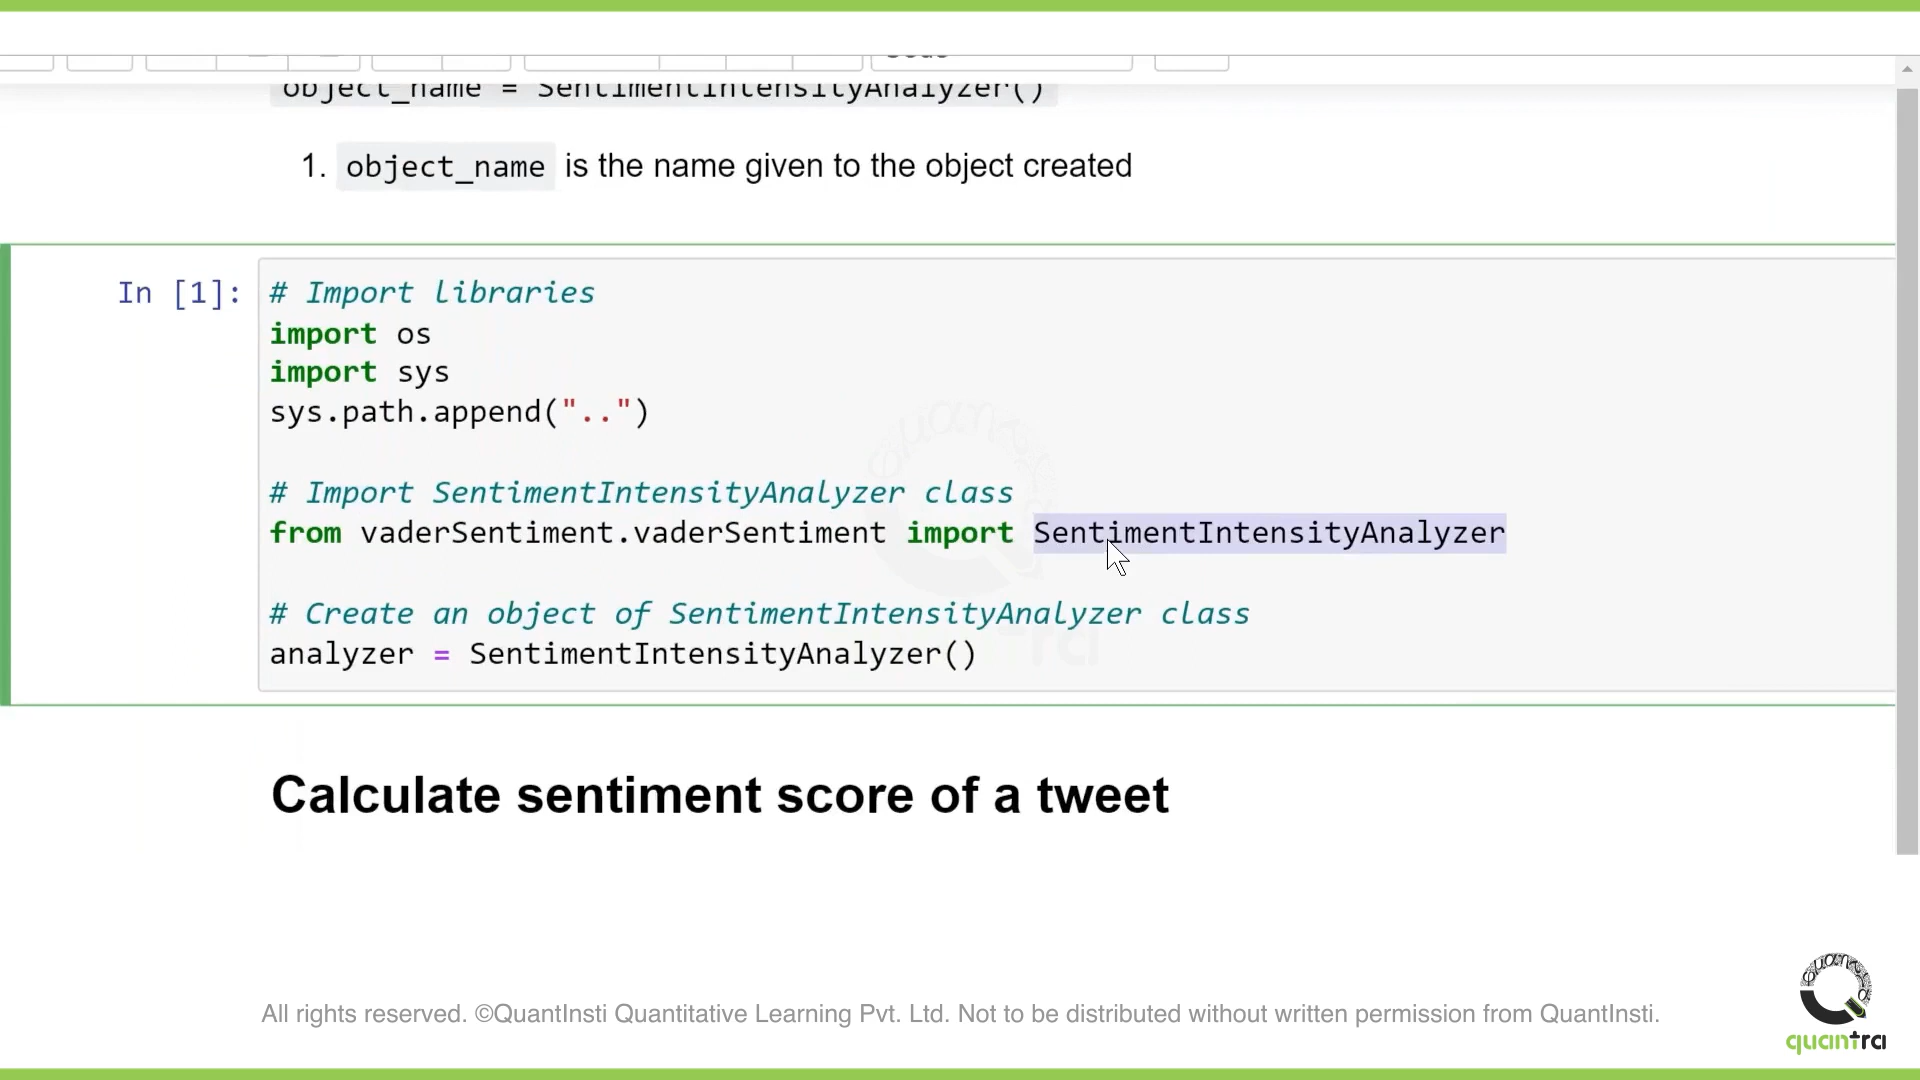 object_name = SentimentIntensityAnalyzer()
1. object_name is the name given to the object created
In [1]:
# Import libraries
import os
import sys
sys.path.append("..")
# Import SentimentIntensityAnalyzer class
from vaderSentiment.vaderSentiment import SentimentIntensityAnalyzer
# Create an object of SentimentIntensityAnalyzer class
analyzer = SentimentIntensityAnalyzer()
Calculate sentiment score of a tweet
All rights reserved. ©QuantInsti Quantitative Learning Pvt. Ltd. Not to be distributed without written permission from QuantInsti.
quantra